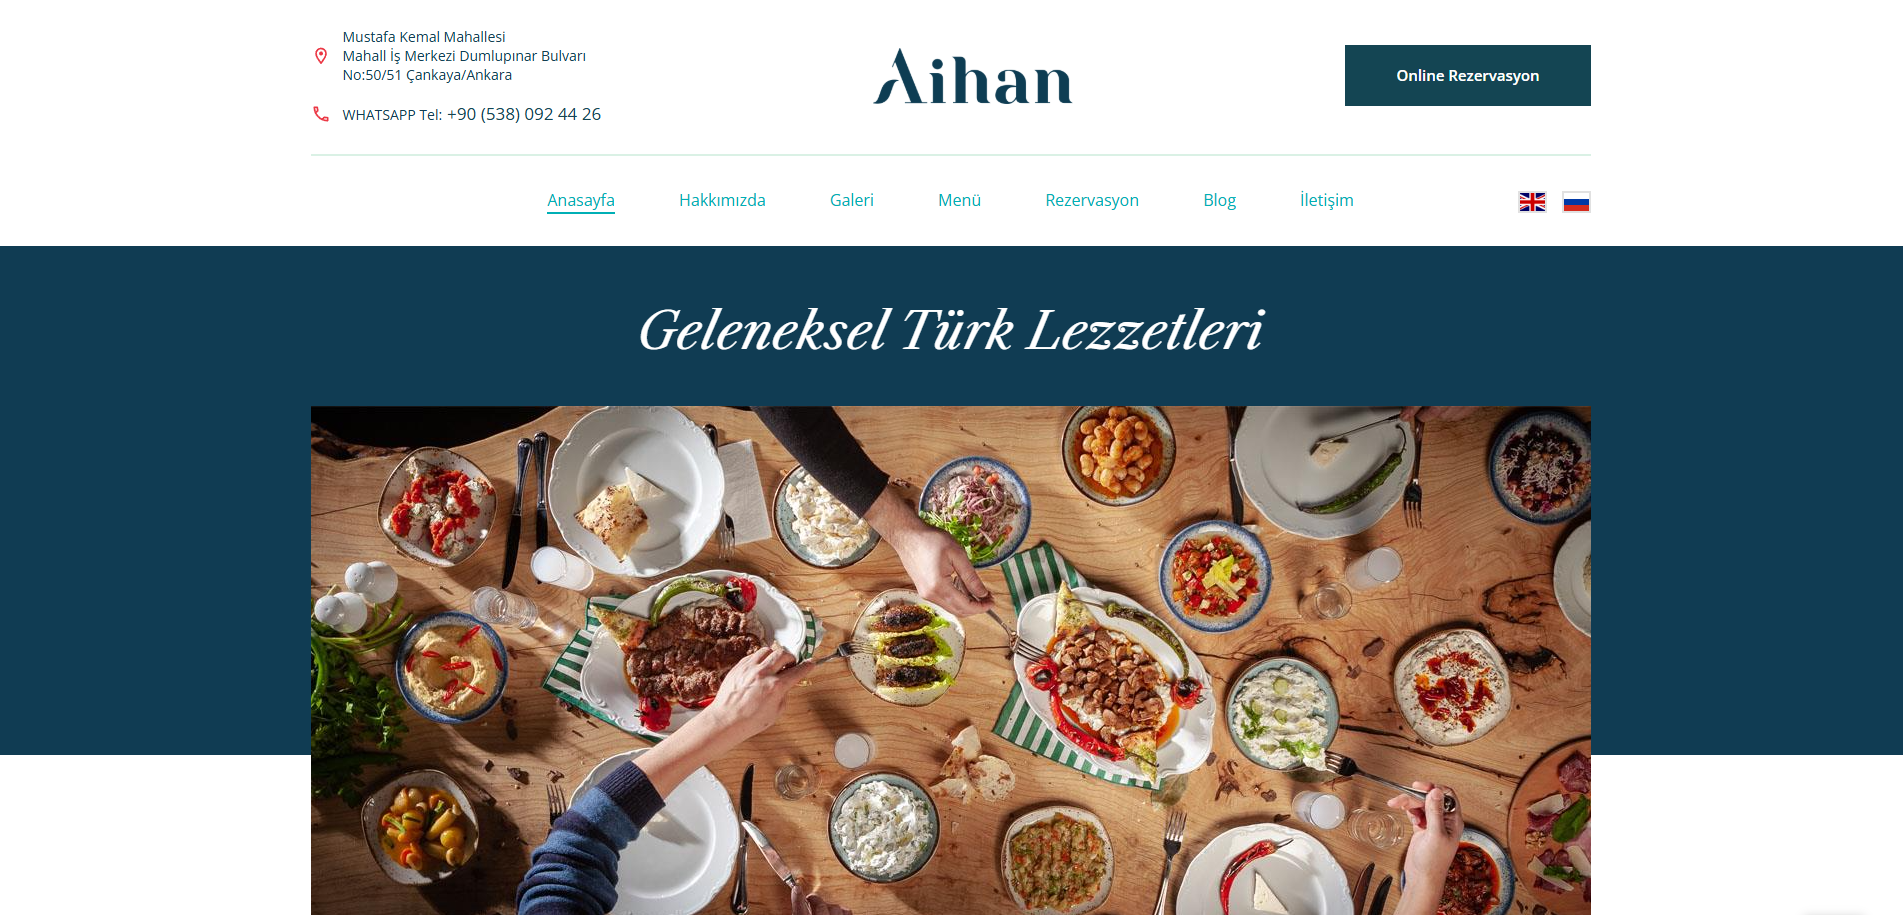 Mustafa Kemal Mahallesi
Mahall İş Merkezi Dumlupınar Bulvarı
No:50/51 Çankaya/Ankara
WHATSAPP Tel: +90 (538) 092 44 26
Aihan
Online Rezervasyon
Anasayfa
Hakkımızda
Galeri
Menü
Rezervasyon
Blog
İletişim
Geleneksel Türk Lezzetleri